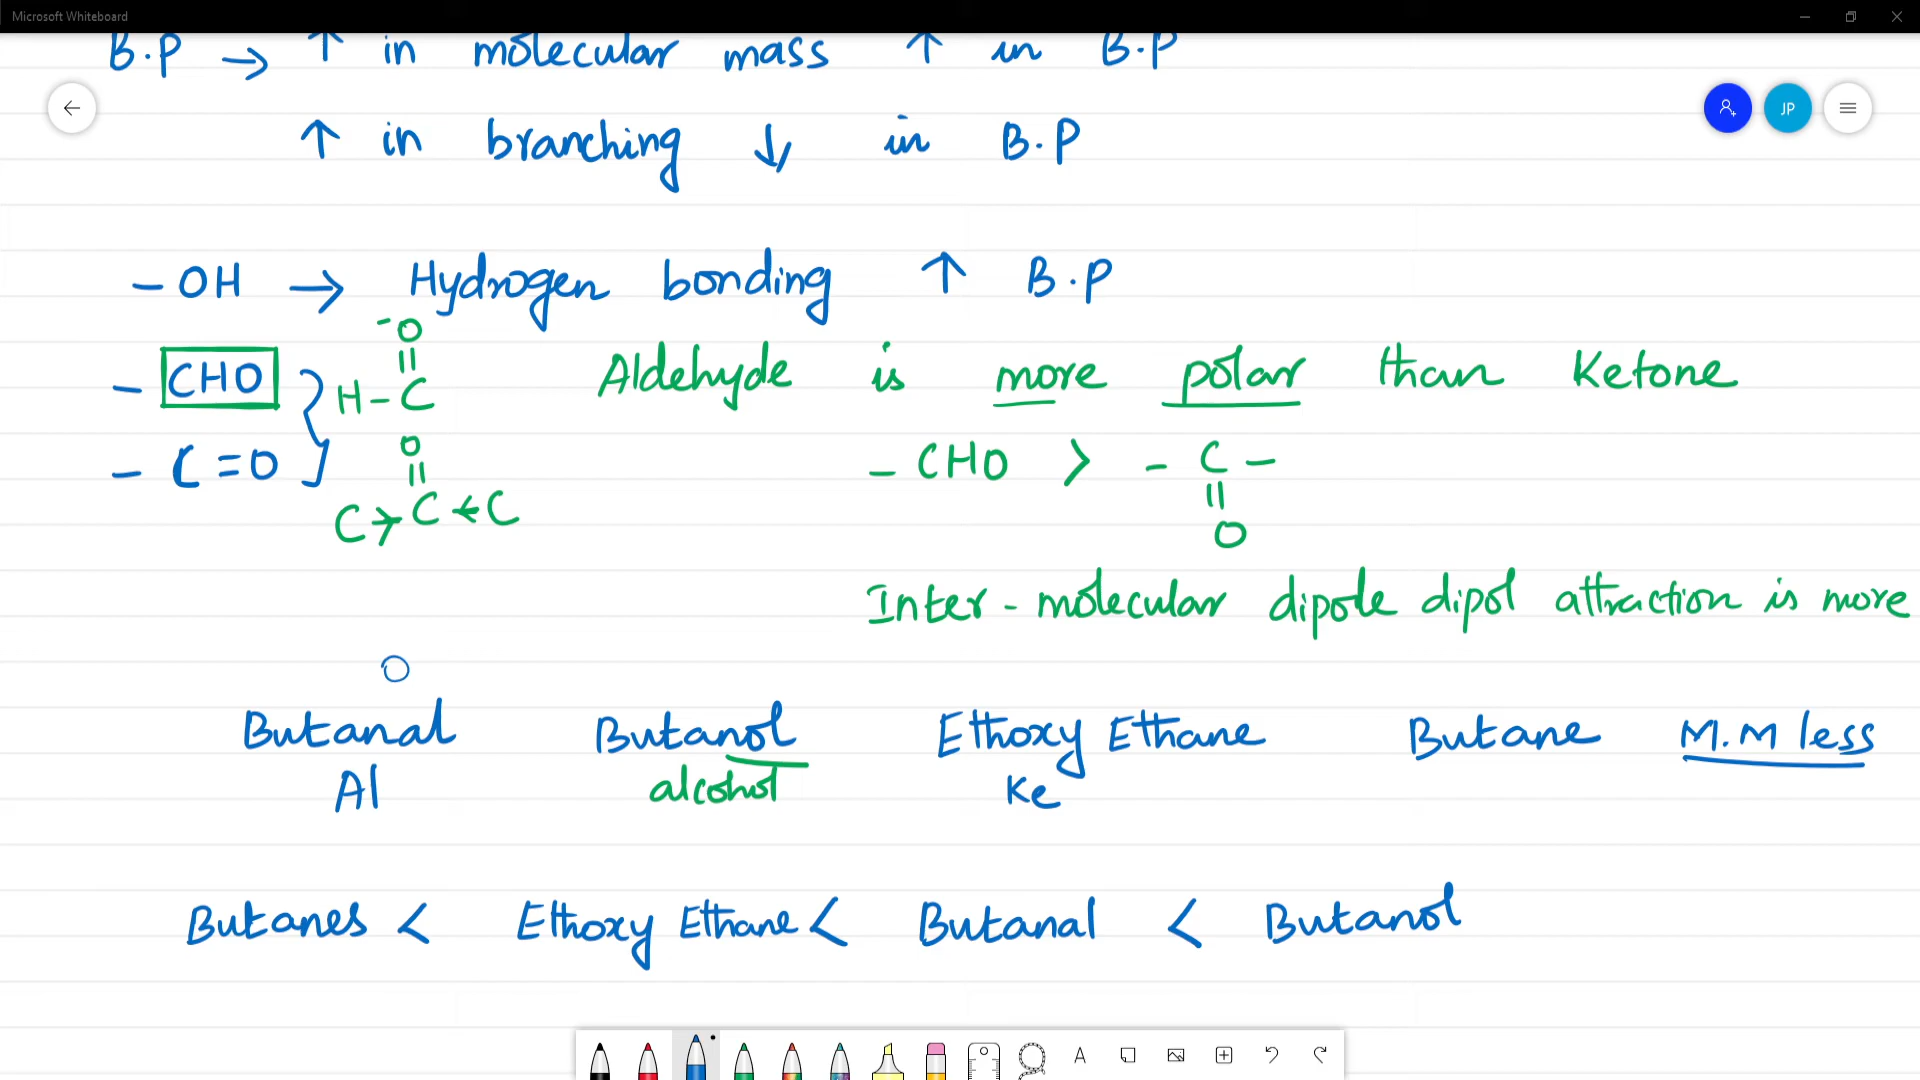 Microsoft Whiteboard
B.P → ↑ in molecular mass ↑ in B.P
↑ in branching ↓ in B.P
JP
- OH → Hydrogen bonding ↑ B.P
- CHO
H - C = O⁻
Aldehyde is more polar than Ketone
- C = O
O
||
C → C ← C
- CHO > - C -
||
O
Inter - molecular dipole dipol attraction is more
O
Butanal Butanol Ethoxy Ethane Butane M.M less
Al alcohol Ke
Butanes < Ethoxy Ethane < Butanal < Butanol
A